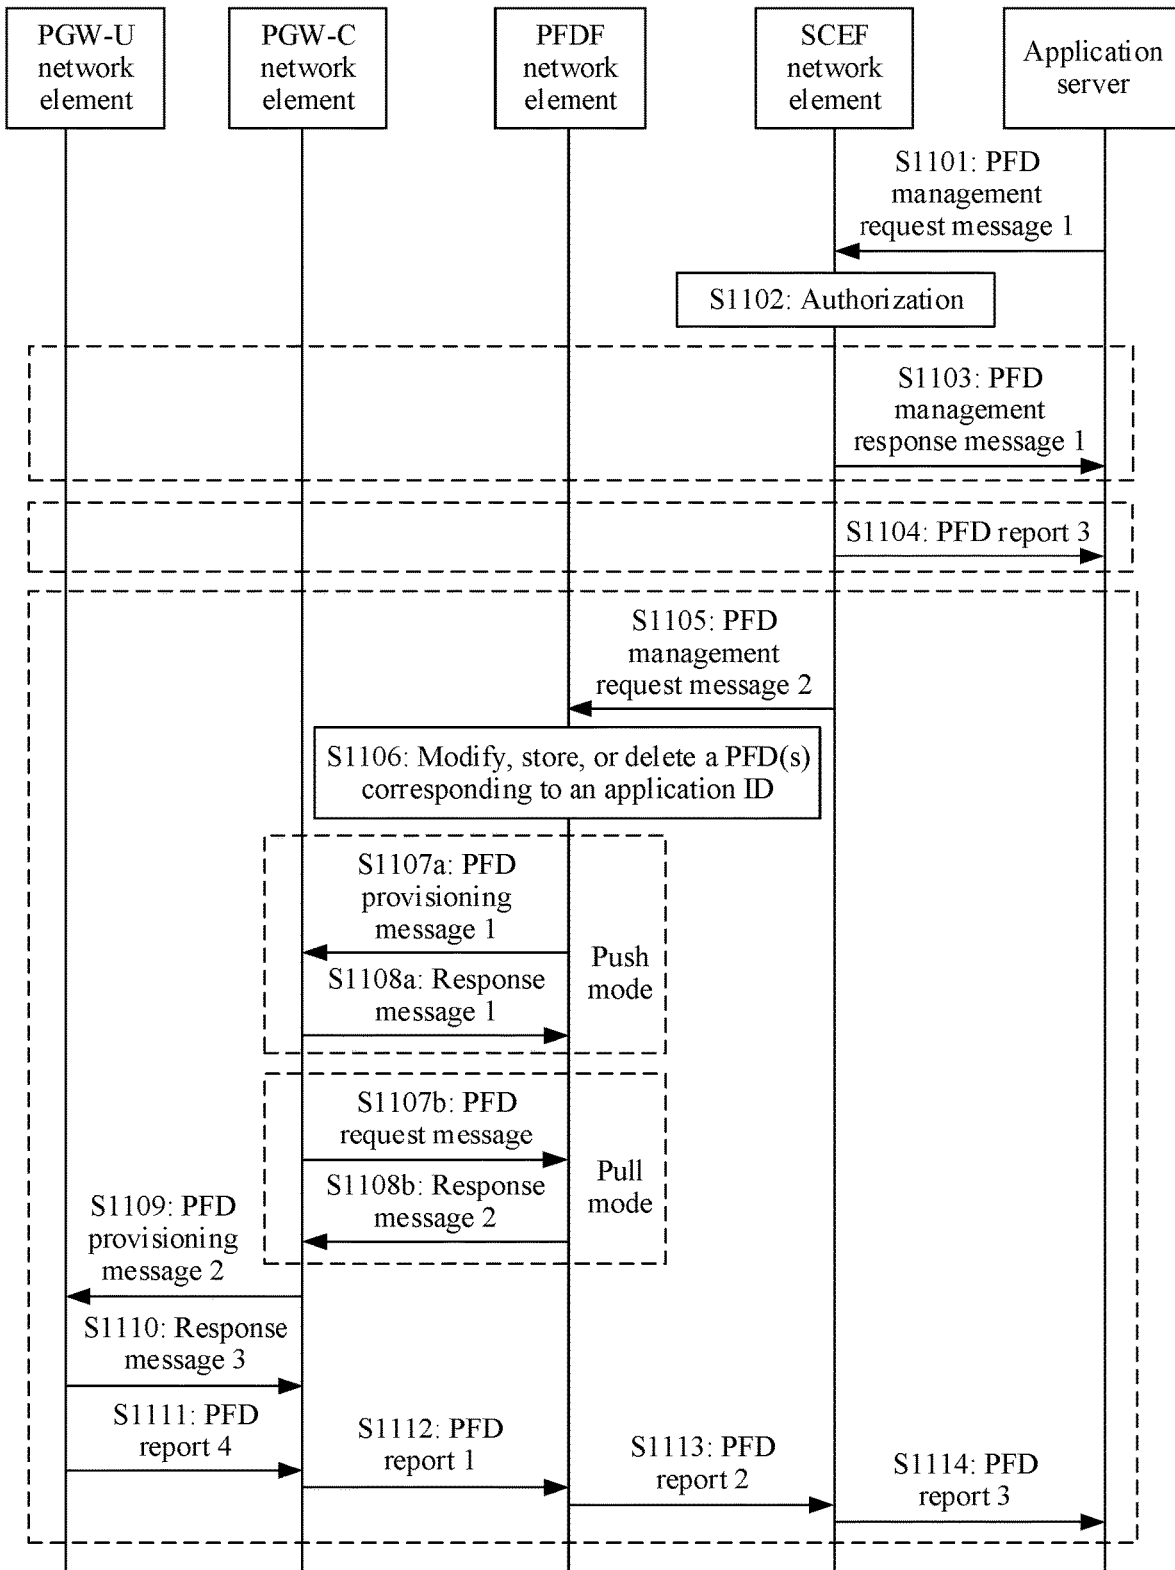 PGW-U
network
element
PGW-C
network
element
PFDF
network
element
SCEF
network
element
Application
server
S1101: PFD
management
request message 1
S1102: Authorization
S1103: PFD
management
response message 1
S1104: PFD report 3
S1105: PFD
management
request message 2
S1106: Modify, store, or delete a PFD(s)
corresponding to an application ID
S1107a: PFD
provisioning
message 1
S1108a: Response
message 1
Push
mode
S1107b: PFD
request message
S1108b: Response
message 2
Pull
mode
S1109: PFD
provisioning
message 2
S1110: Response
message 3
S1111: PFD
report 4
S1112: PFD
report 1
S1113: PFD
report 2
S1114: PFD
report 3